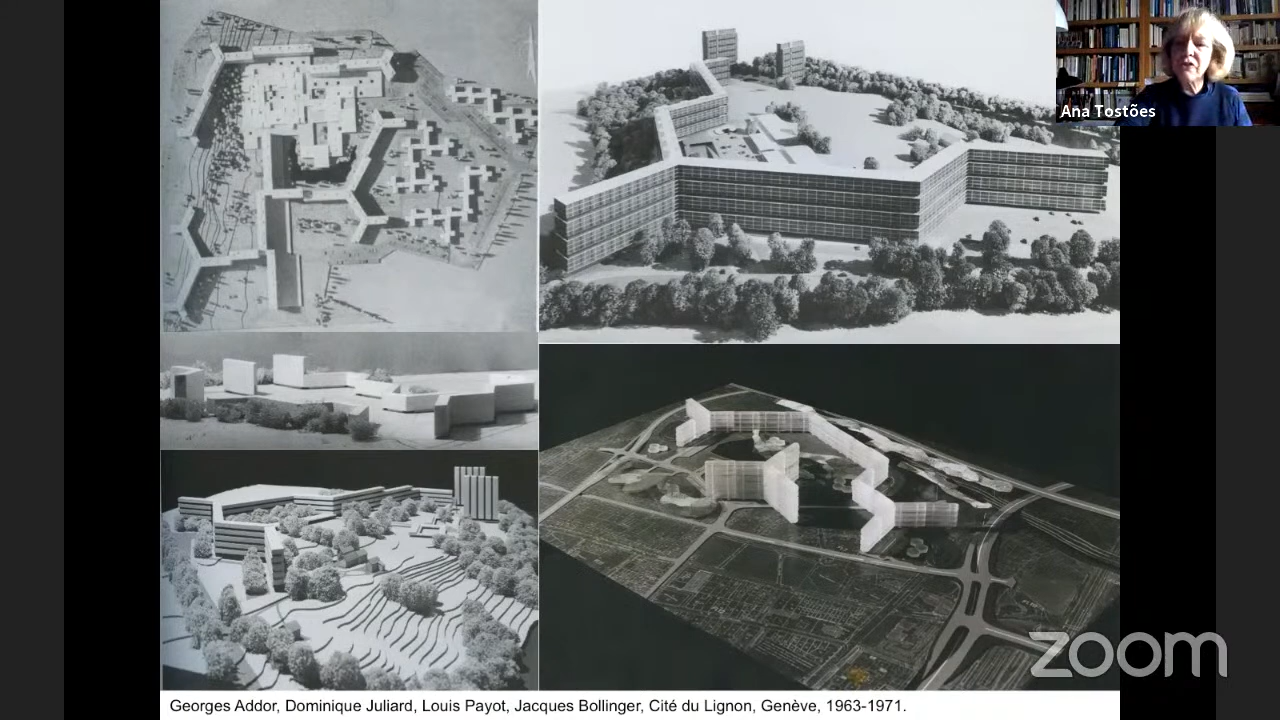 Ana Tostões
zoom
Georges Addor, Dominique Juliard, Louis Payot, Jacques Bollinger, Cité du Lignon, Genève, 1963-1971.